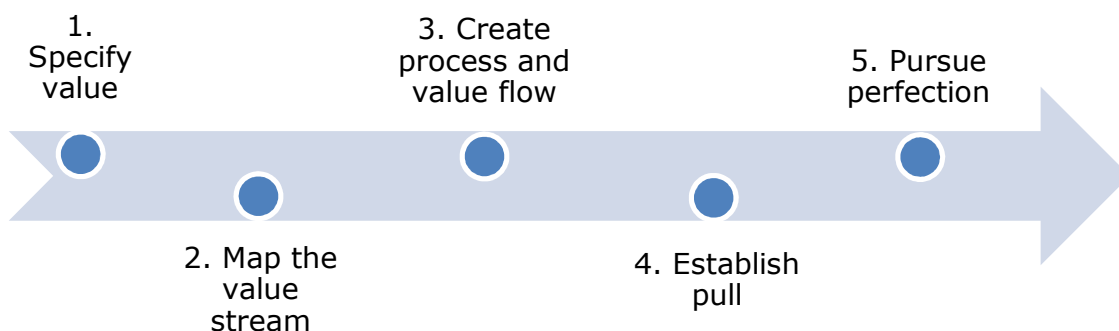 1.
Specify
value
2. Map the
value
stream
3. Create
process and
value flow
4. Establish
pull
5. Pursue
perfection